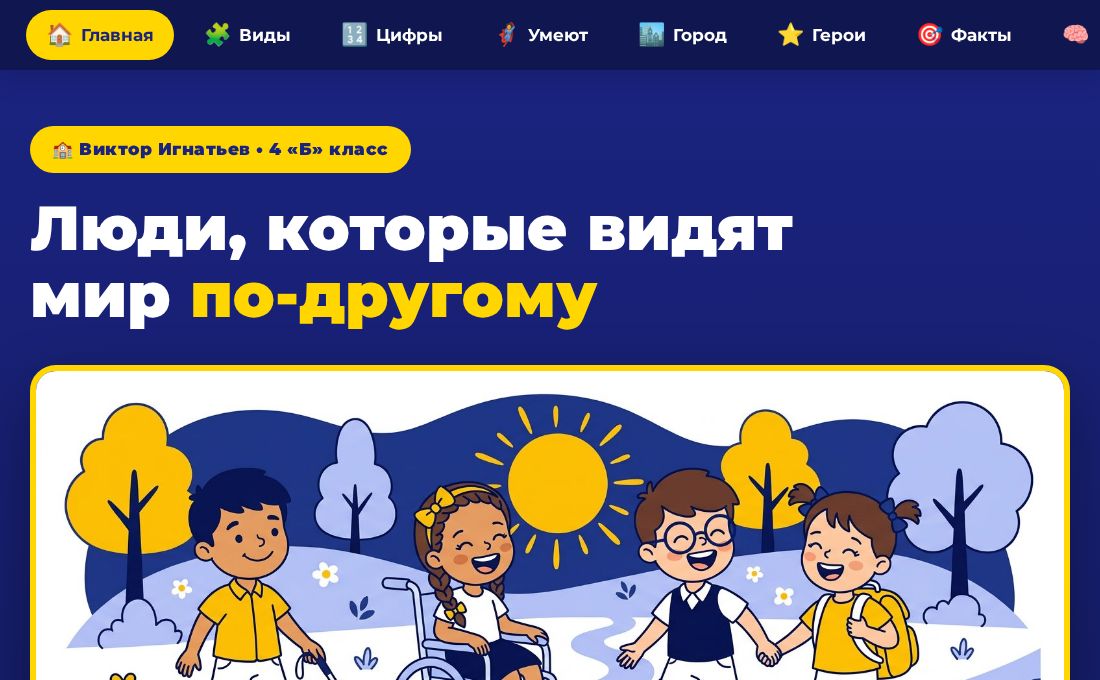 Главная Виды Цифры Умеют Город Герои Факты
Виктор Игнатьев • 4 «Б» класс
Люди, которые видят
мир по-другому